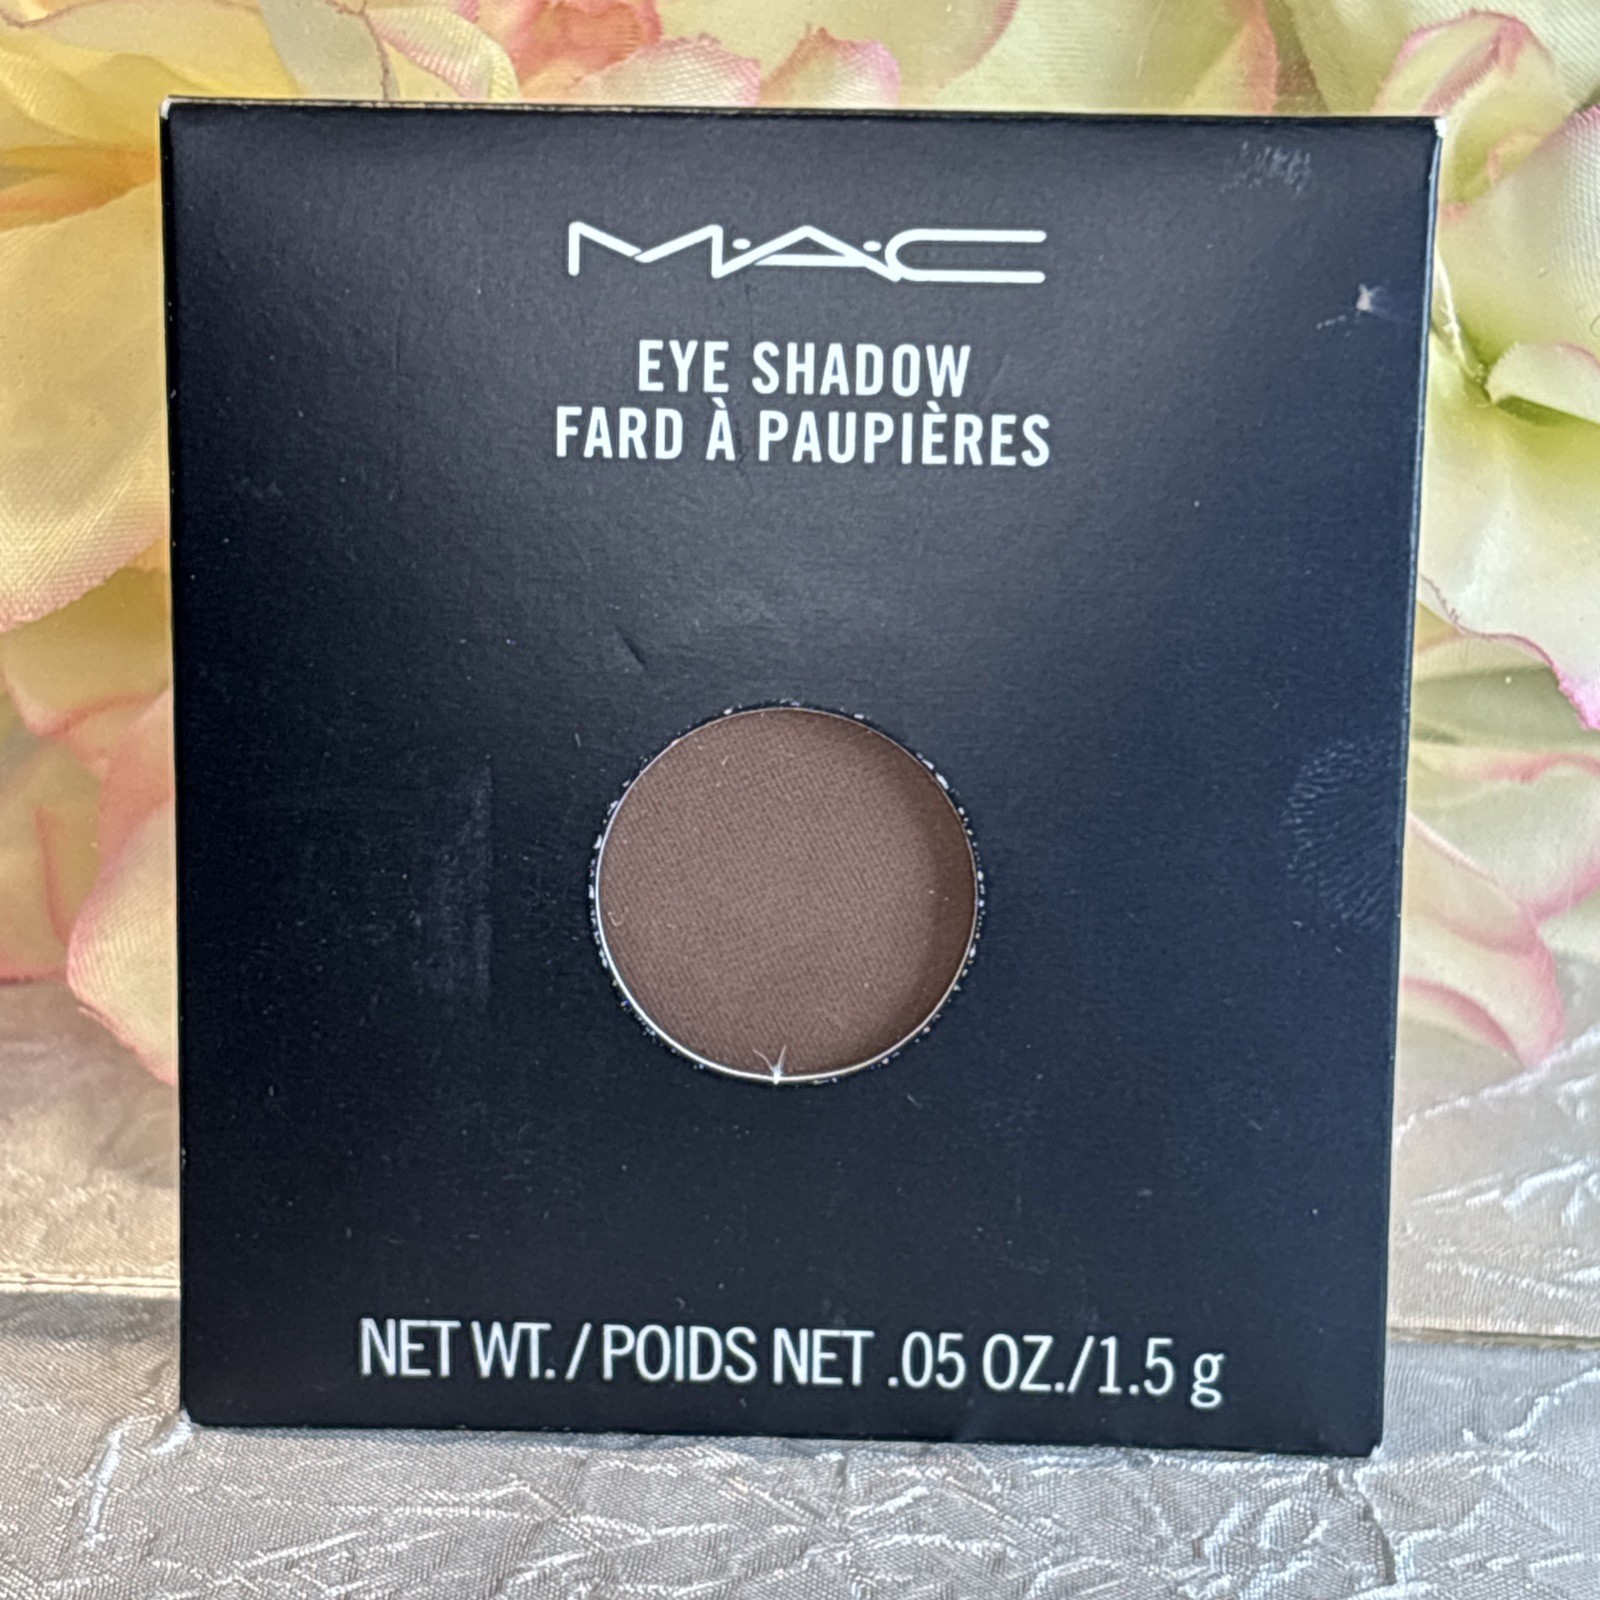 M·A·C
EYE SHADOW
FARD À PAUPIÈRES
NET WT. / POIDS NET .05 OZ./1.5 g